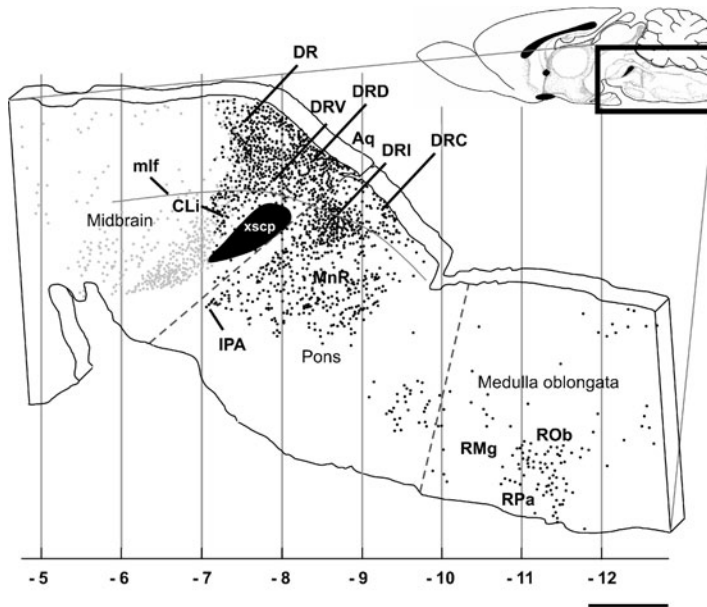 DR
DRV
DRD
Aq
DRI
DRC
mlf
Midbrain
CLi
xscp
MnR
IPA
Pons
Medulla oblongata
RMg
ROb
RPa
- 5 - 6 - 7 - 8 - 9 - 10 - 11 - 12